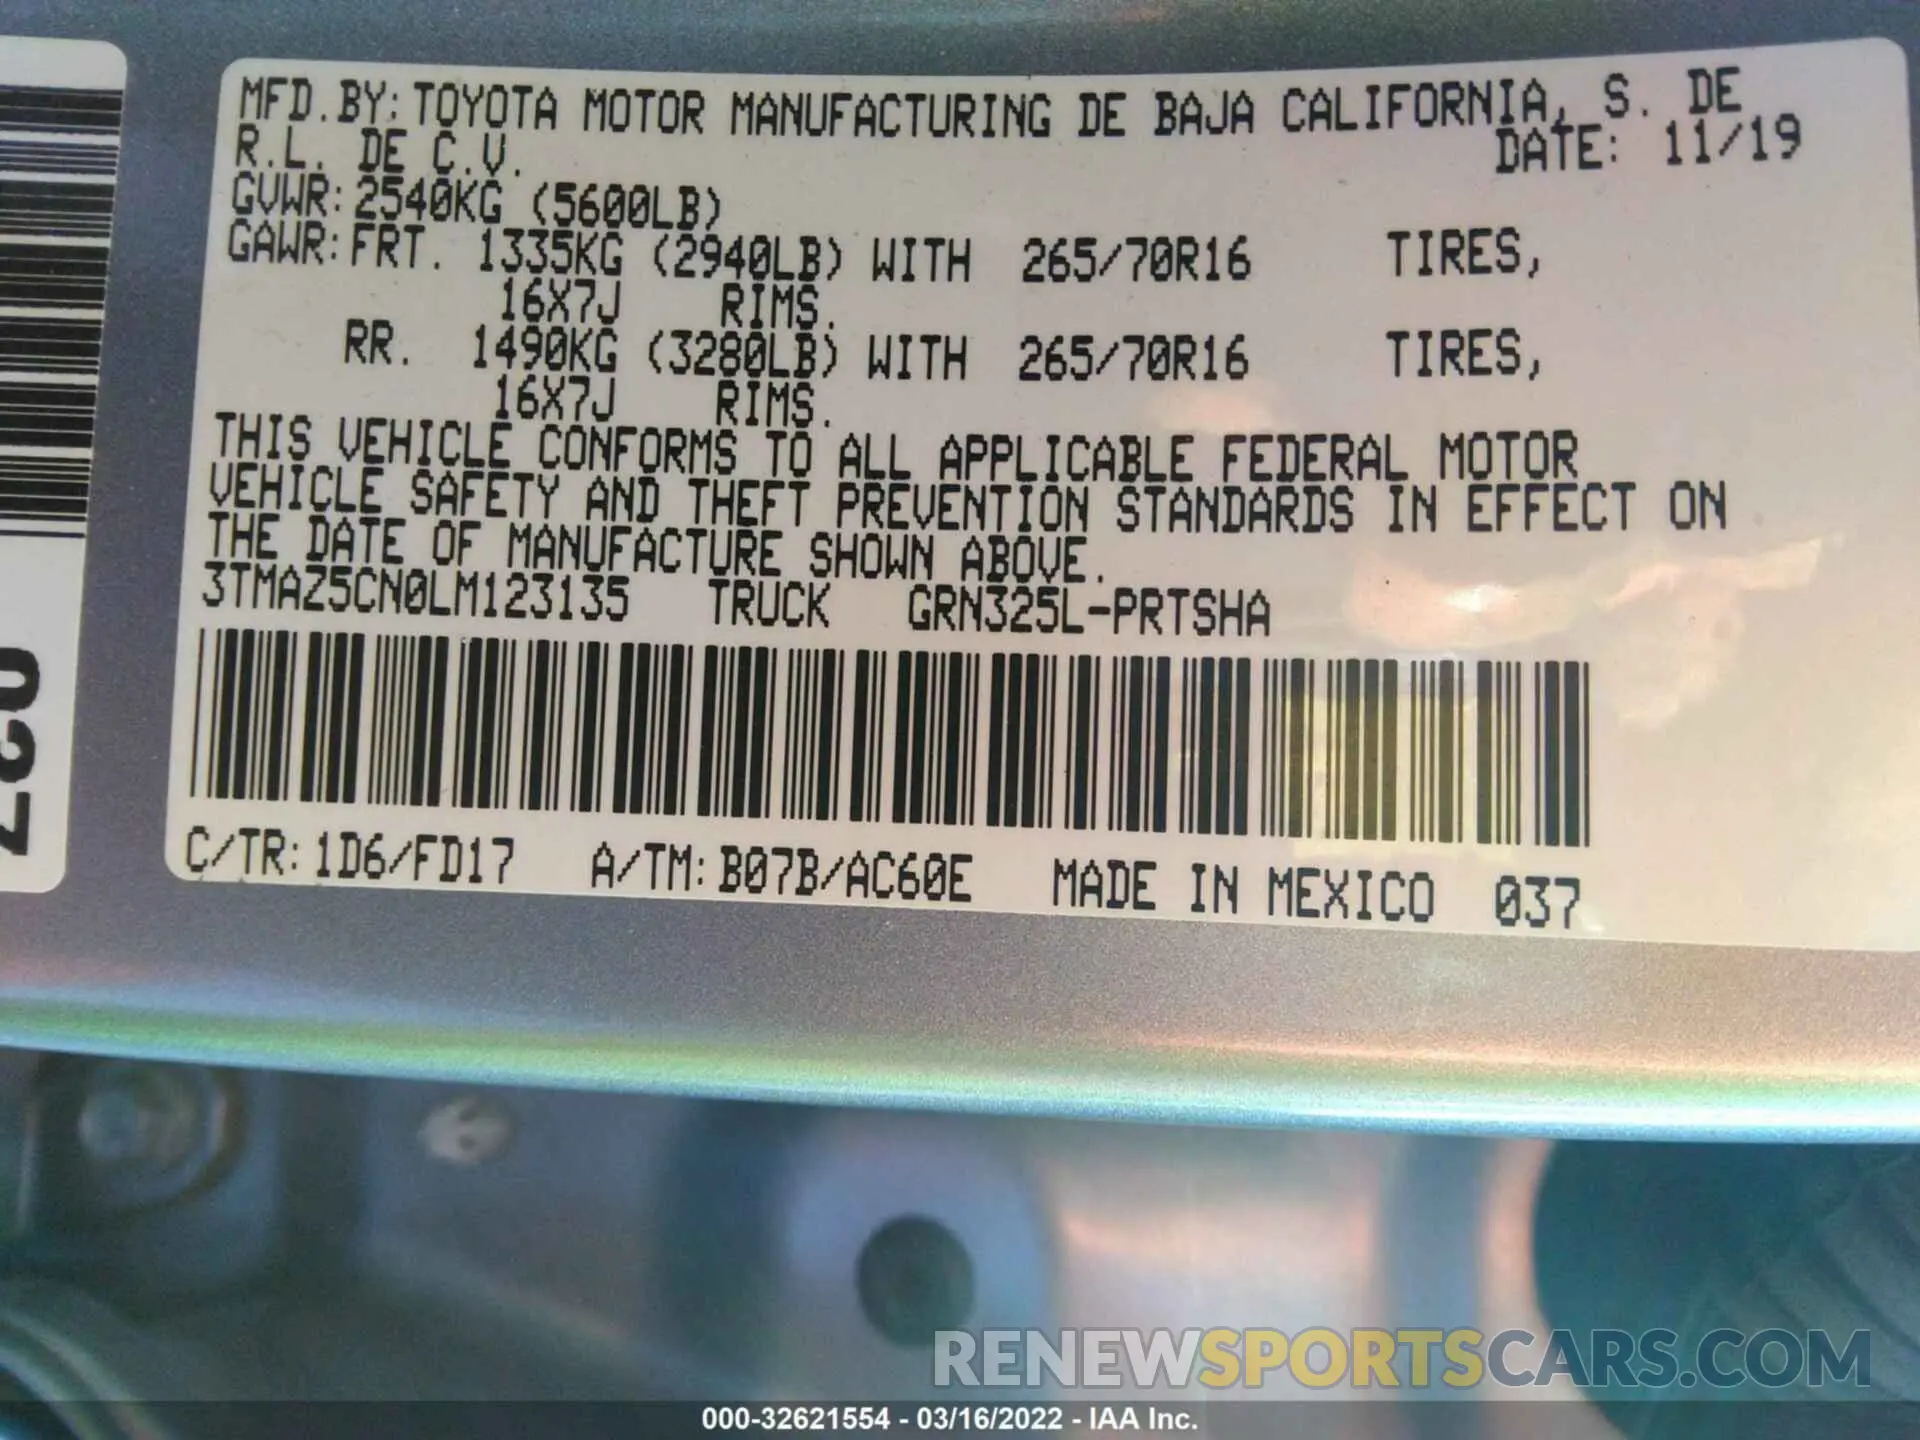 MFD.BY: TOYOTA MOTOR MANUFACTURING DE BAJA CALIFORNIA, S. DE
R.L. DE C.V.
DATE: 11/19
GVWR: 2540KG (5600LB)
GAWR: FRT. 1335KG (2940LB) WITH 265/70R16 TIRES,
16X7J RIMS.
RR. 1490KG (3280LB) WITH 265/70R16 TIRES,
16X7J RIMS.
THIS VEHICLE CONFORMS TO ALL APPLICABLE FEDERAL MOTOR
VEHICLE SAFETY AND THEFT PREVENTION STANDARDS IN EFFECT ON
THE DATE OF MANUFACTURE SHOWN ABOVE.
3TMAZ5CN0LM123135 TRUCK GRN325L-PRTSHA
C/TR: 1D6/FD17 A/TM: B07B/AC60E MADE IN MEXICO 037
RENEWSPORTSCARS.COM
000-32621554 - 03/16/2022 - IAA Inc.